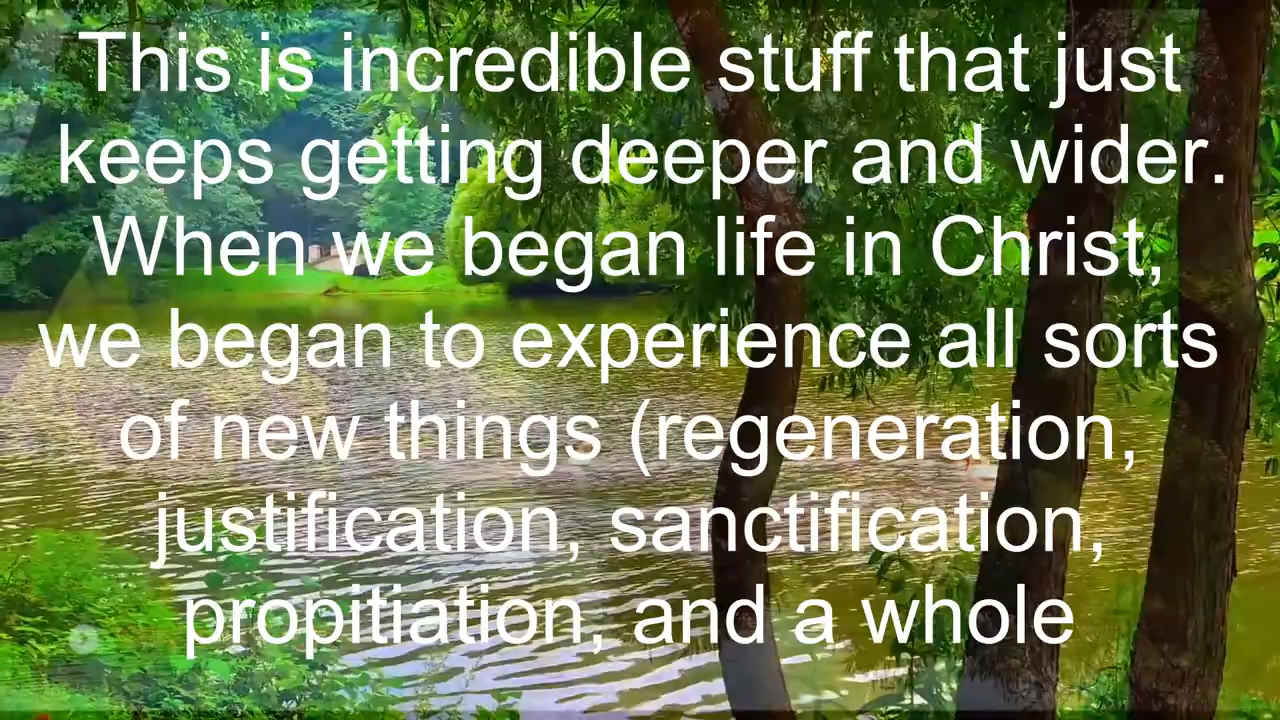 This is incredible stuff that just
keeps getting deeper and wider.
When we began life in Christ,
we began to experience all sorts
of new things (regeneration,
justification, sanctification,
propitiation, and a whole